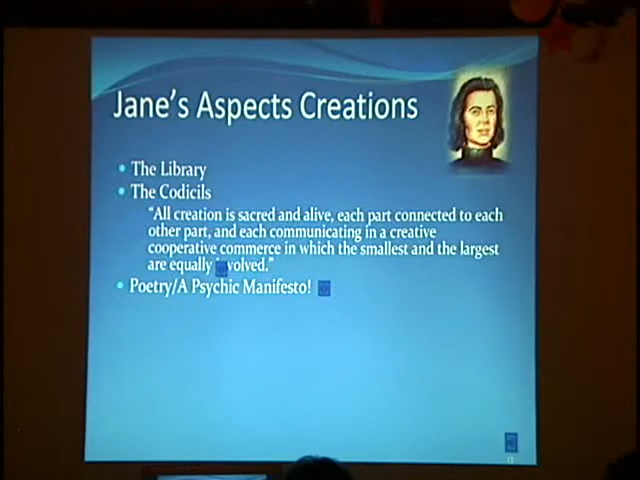 Jane's Aspects Creations
• The Library
• The Codicils
"All creation is sacred and alive, each part connected to each
other part, and each communicating in a creative
cooperative commerce in which the smallest and the largest
are equally involved."
• Poetry/A Psychic Manifesto!